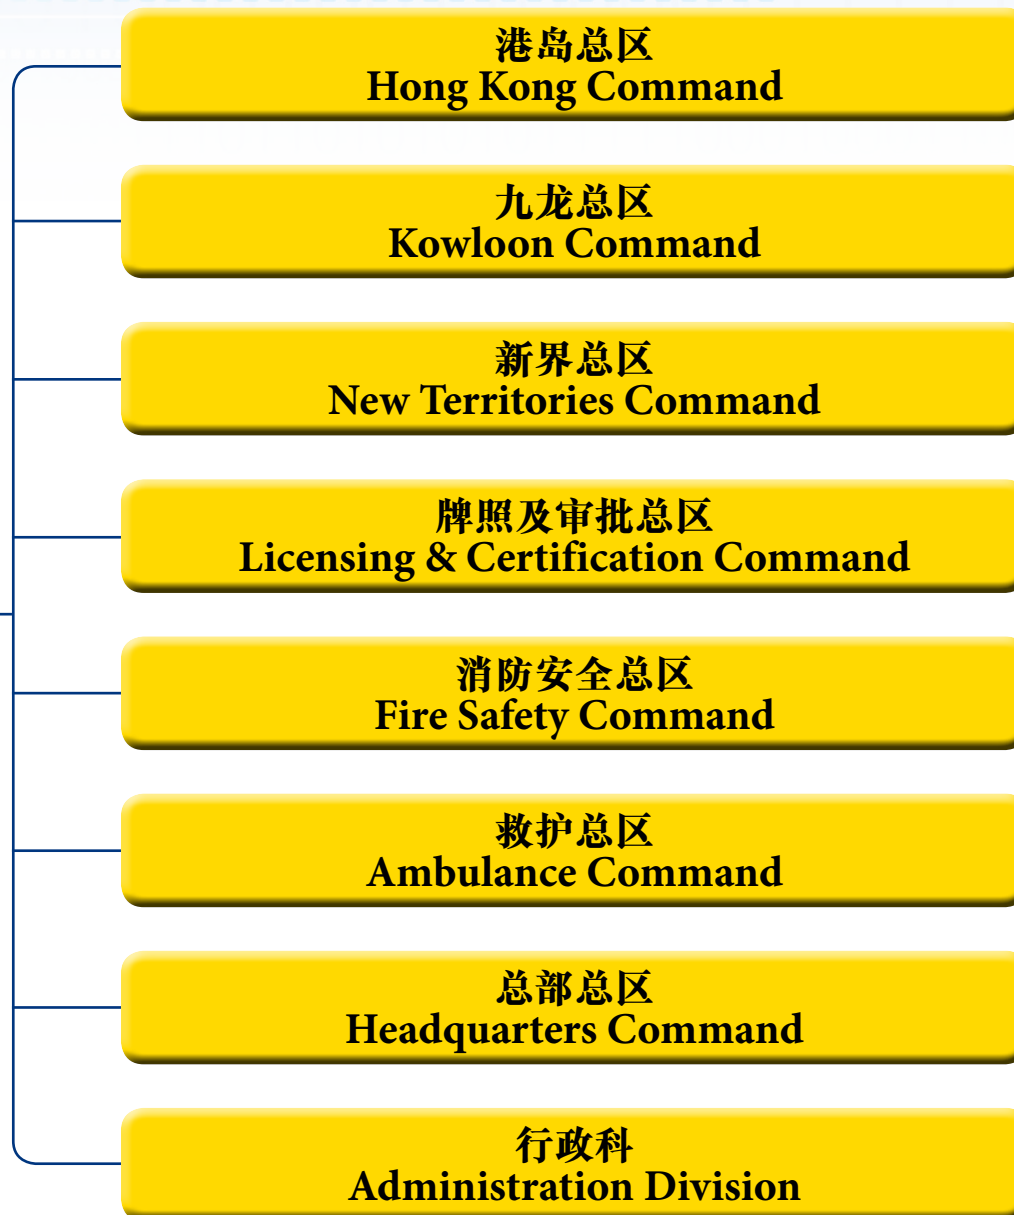 港岛总区
Hong Kong Command
九龙总区
Kowloon Command
新界总区
New Territories Command
牌照及审批总区
Licensing & Certification Command
消防安全总区
Fire Safety Command
救护总区
Ambulance Command
总部总区
Headquarters Command
行政科
Administration Division